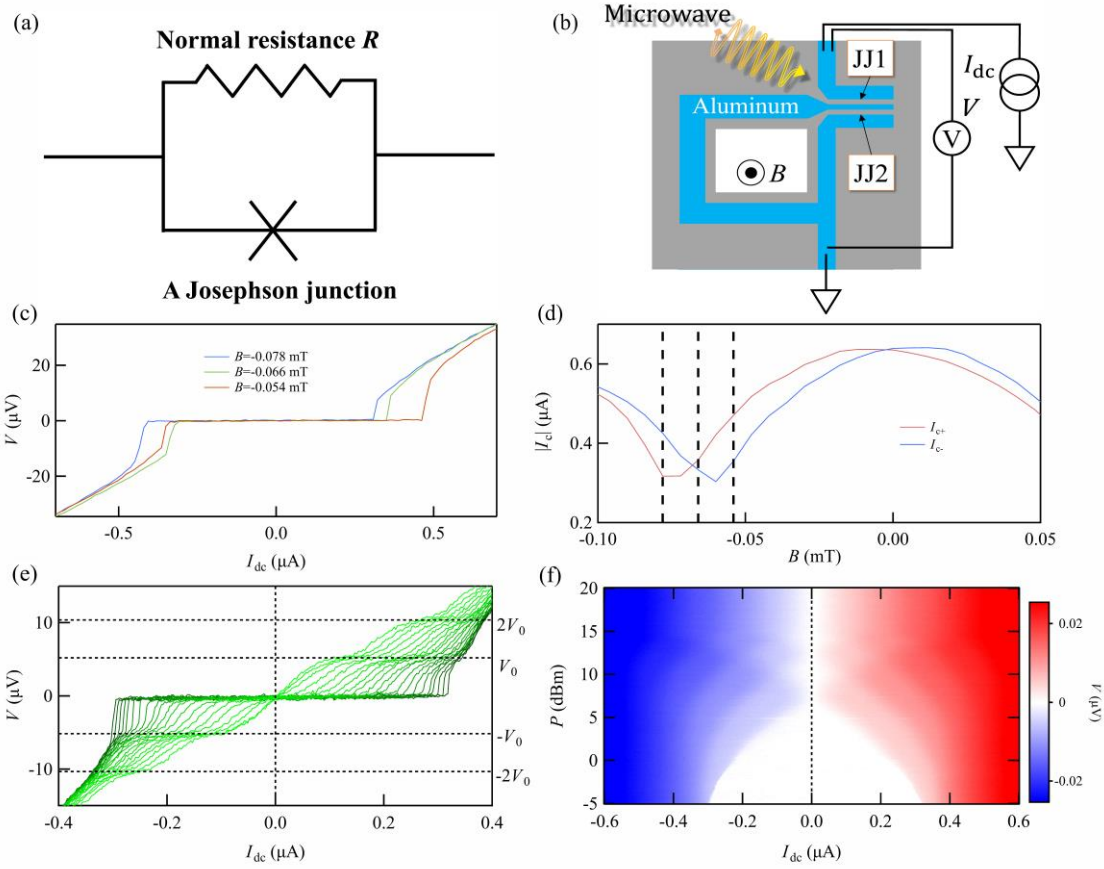 (a)
Normal resistance R
A Josephson junction
(b)
Microwave
Aluminum
JJ1
JJ2
B
I_dc
V
V
(c)
V (μV)
20
0
-20
B=-0.078 mT
B=-0.066 mT
B=-0.054 mT
-0.5
0.0
0.5
I_dc (μA)
(d)
|I_c| (μA)
0.6
0.4
0.2
I_c+
I_c-
-0.10
-0.05
0.00
0.05
B (mT)
(e)
V (μV)
10
0
-10
2V_0
V_0
-V_0
-2V_0
-0.4
-0.2
0.0
0.2
0.4
I_dc (μA)
(f)
P (dBm)
20
15
10
5
0
-5
-0.6
-0.4
-0.2
0.0
0.2
0.4
0.6
I_dc (μA)
0.02
0
-0.02
V (μV)